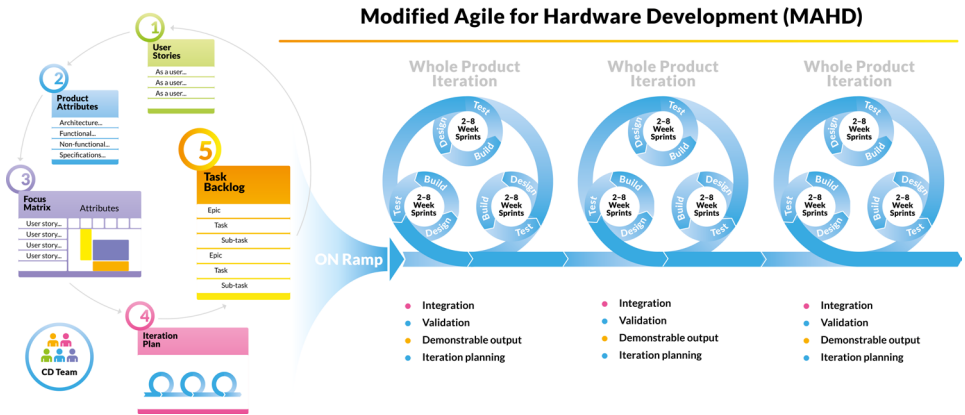 Modified Agile for Hardware Development (MAHD)
1
User
Stories
As a user...
As a user...
As a user...
2
Product
Attributes
Architecture...
Functional...
Non-functional...
Specifications...
3
Focus
Matrix
Attributes
User story...
User story...
User story...
User story...
4
Iteration
Plan
CD Team
5
Task
Backlog
Epic
Task
Sub-task
Epic
Task
Sub-task
ON Ramp
Whole Product
Iteration
Design
Test
Build
2–8
Week
Sprints
Test
Build
Design
2–8
Week
Sprints
Build
Design
Test
2–8
Week
Sprints
Integration
Validation
Demonstrable output
Iteration planning
Whole Product
Iteration
Design
Test
Build
2–8
Week
Sprints
Test
Build
Design
2–8
Week
Sprints
Build
Design
Test
2–8
Week
Sprints
Integration
Validation
Demonstrable output
Iteration planning
Whole Product
Iteration
Design
Test
Build
2–8
Week
Sprints
Test
Build
Design
2–8
Week
Sprints
Build
Design
Test
2–8
Week
Sprints
Integration
Validation
Demonstrable output
Iteration planning